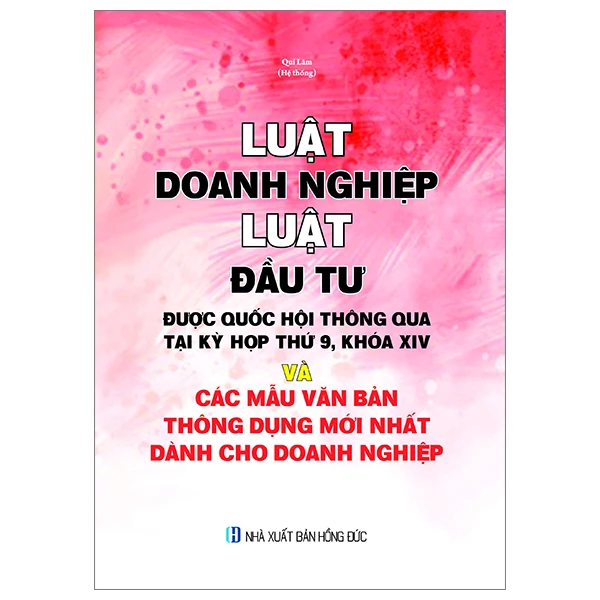 Quí Lâm
(Hệ thống)
LUẬT
DOANH NGHIỆP
LUẬT
ĐẦU TƯ
ĐƯỢC QUỐC HỘI THÔNG QUA
TẠI KỲ HỌP THỨ 9, KHÓA XIV
VÀ
CÁC MẪU VĂN BẢN
THÔNG DỤNG MỚI NHẤT
DÀNH CHO DOANH NGHIỆP
NHÀ XUẤT BẢN HỒNG ĐỨC